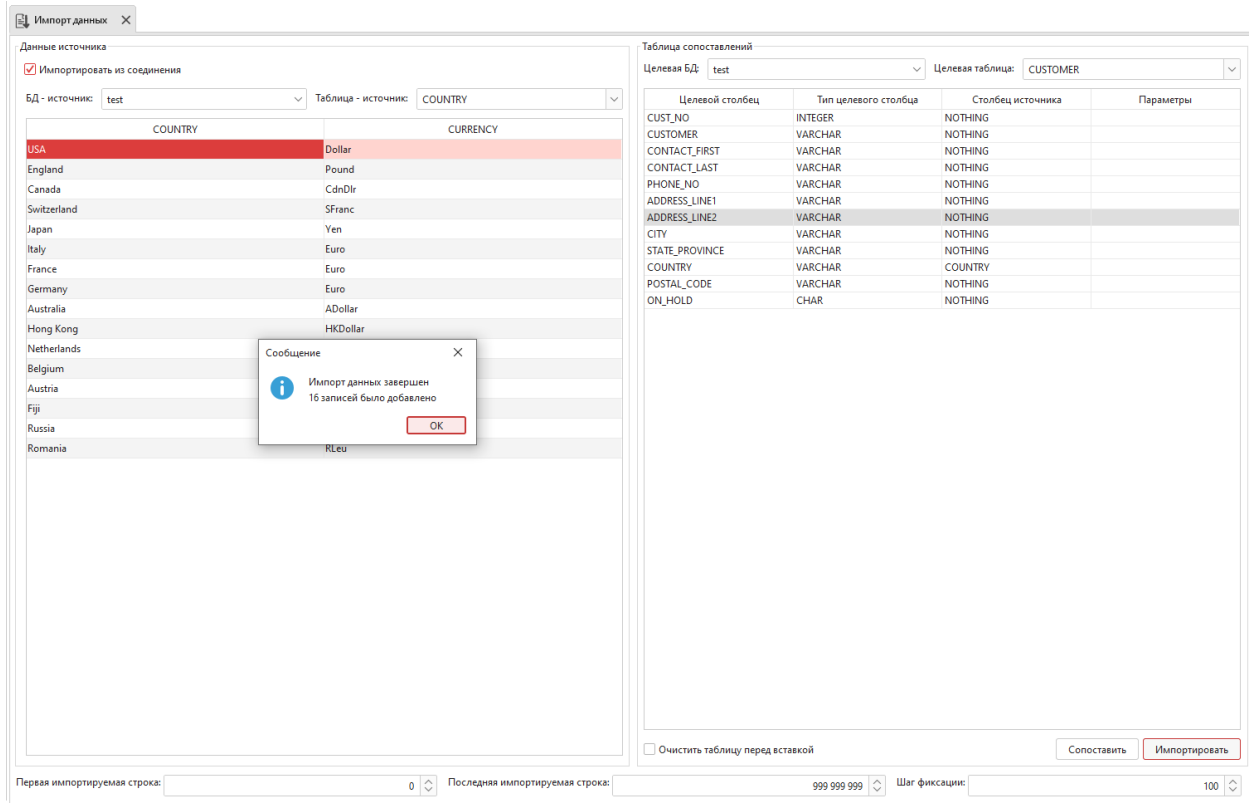 Импорт данных
Данные источника
Импортировать из соединения
БД - источник: test Таблица - источник: COUNTRY
COUNTRY CURRENCY
USA Dollar
England Pound
Canada CdnDlr
Switzerland SFranc
Japan Yen
Italy Euro
France Euro
Germany Euro
Australia ADollar
Hong Kong HKDollar
Netherlands
Belgium
Austria
Fiji
Russia
Romania RLeu
Сообщение
Импорт данных завершен
16 записей было добавлено
OK
Таблица сопоставлений
Целевая БД: test Целевая таблица: CUSTOMER
Целевой столбец Тип целевого столбца Столбец источника Параметры
CUST_NO INTEGER NOTHING
CUSTOMER VARCHAR NOTHING
CONTACT_FIRST VARCHAR NOTHING
CONTACT_LAST VARCHAR NOTHING
PHONE_NO VARCHAR NOTHING
ADDRESS_LINE1 VARCHAR NOTHING
ADDRESS_LINE2 VARCHAR NOTHING
CITY VARCHAR NOTHING
STATE_PROVINCE VARCHAR NOTHING
COUNTRY VARCHAR COUNTRY
POSTAL_CODE VARCHAR NOTHING
ON_HOLD CHAR NOTHING
Очистить таблицу перед вставкой Сопоставить Импортировать
Первая импортируемая строка: 0 Последняя импортируемая строка: 999 999 999 Шаг фиксации: 100